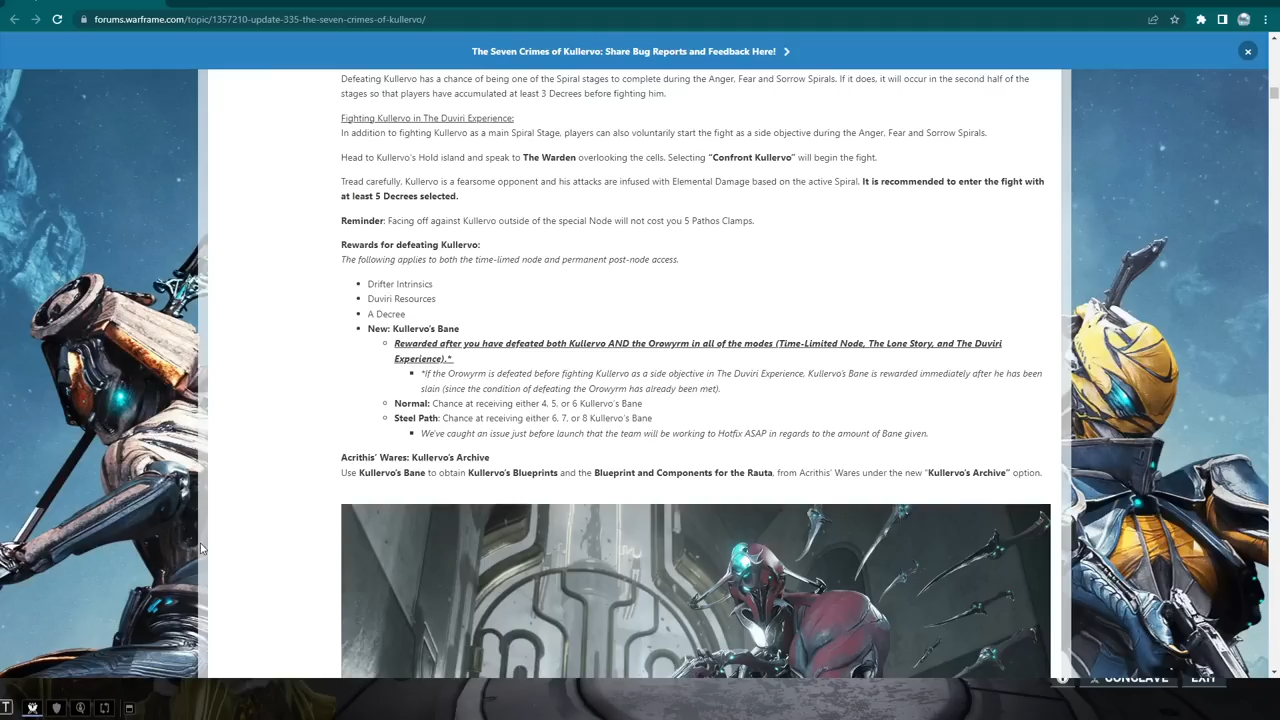 forums.warframe.com/topic/1357210-update-335-the-seven-crimes-of-kullervo/
The Seven Crimes of Kullervo: Share Bug Reports and Feedback Here!
Defeating Kullervo has a chance of being one of the Spiral stages to complete during the Anger, Fear and Sorrow Spirals. If it does, it will occur in the second half of the
stages so that players have accumulated at least 3 Decrees before fighting him.
Fighting Kullervo in The Duviri Experience:
In addition to fighting Kullervo as a main Spiral Stage, players can also voluntarily start the fight as a side objective during the Anger, Fear and Sorrow Spirals.
Head to Kullervo's Hold island and speak to The Warden overlooking the cells. Selecting “Confront Kullervo” will begin the fight.
Tread carefully, Kullervo is a fearsome opponent and his attacks are infused with Elemental Damage based on the active Spiral. It is recommended to enter the fight with
at least 5 Decrees selected.
Reminder: Facing off against Kullervo outside of the special Node will not cost you 5 Pathos Clamps.
Rewards for defeating Kullervo:
The following applies to both the time-limed node and permanent post-node access.
• Drifter Intrinsics
• Duviri Resources
• A Decree
• New: Kullervo's Bane
Rewarded after you have defeated both Kullervo AND the Orowyrm in all of the modes (Time-Limited Node, The Lone Story, and The Duviri
Experience).*
*If the Orowyrm is defeated before fighting Kullervo as a side objective in The Duviri Experience, Kullervo's Bane is rewarded immediately after he has been
slain (since the condition of defeating the Orowyrm has already been met).
Normal: Chance at receiving either 4, 5, or 6 Kullervo's Bane
Steel Path: Chance at receiving either 6, 7, or 8 Kullervo's Bane
We've caught an issue just before launch that the team will be working to Hotfix ASAP in regards to the amount of Bane given.
Acrithis' Wares: Kullervo's Archive
Use Kullervo's Bane to obtain Kullervo's Blueprints and the Blueprint and Components for the Rauta, from Acrithis' Wares under the new “Kullervo's Archive” option.
CONCLAVE EXIT
T